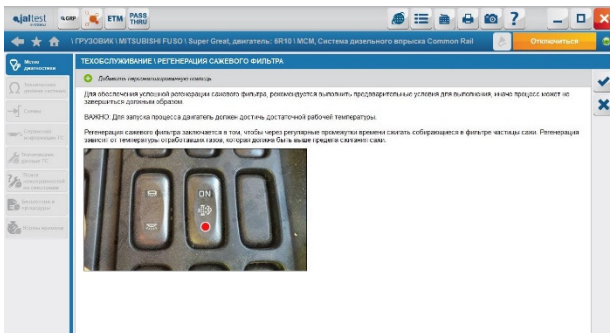 jaltest
GRP
ETM
PASS
THRU
?
\ ГРУЗОВИК \ MITSUBISHI FUSO \ Super Great, двигатель: 6R10 \ MCM, Система дизельного впрыска Common Rail
Отключиться
Меню
диагностики
ТЕХОБСЛУЖИВАНИЕ \ РЕГЕНЕРАЦИЯ САЖЕВОГО ФИЛЬТРА
Добавить персонализированную помощь
Для обеспечения успешной регенерации сажевого фильтра, рекомендуется выполнить предварительные условия для выполнения, иначе процесс может не
завершиться должным образом.
ВАЖНО: Для запуска процесса двигатель должен достичь достаточной рабочей температуры.
Регенерация сажевого фильтра заключается в том, чтобы через регулярные промежутки времени сжигать собирающиеся в фильтре частицы сажи. Регенерация
зависит от температуры отработавших газов, которая должна быть выше предела сжигания сажи.
Схемы
ON